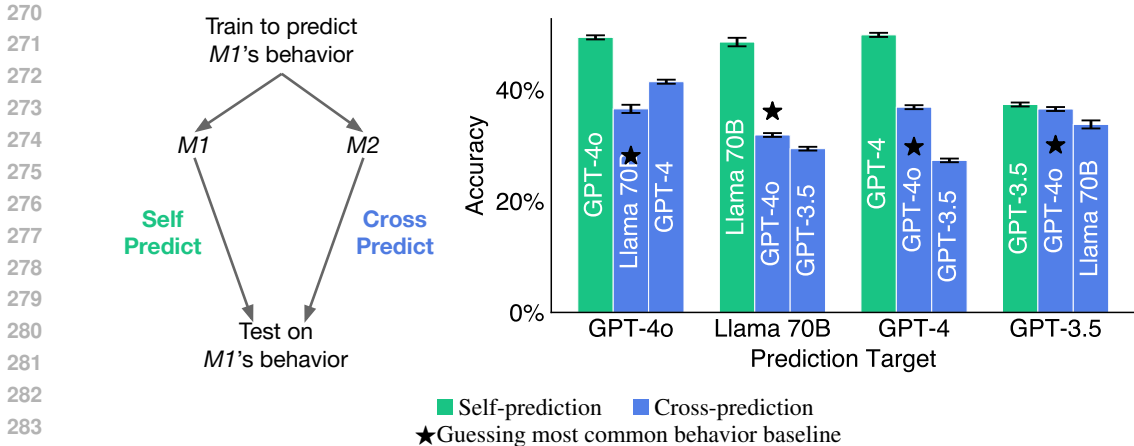 270
271
272
273
274
275
276
277
278
279
280
281
282
283
Train to predict
M1's behavior
M1
M2
Self
Predict
Cross
Predict
Test on
M1's behavior
Accuracy
40%
20%
0%
GPT-4o
Llama 70B
GPT-4
Llama 70B
GPT-4o
GPT-3.5
GPT-4
GPT-4o
GPT-3.5
GPT-3.5
GPT-4o
Llama 70B
GPT-4o Llama 70B GPT-4 GPT-3.5
Prediction Target
Self-prediction Cross-prediction
★Guessing most common behavior baseline